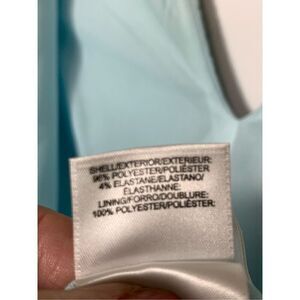 SHELL/EXTERIOR/EXTERIEUR:
96% POLYESTER/POLIÉSTER
4% ELASTANE/ELASTANO/
ÉLASTHANNE:
LINING/FORRO/DOUBLURE:
100% POLYESTER/POLIÉSTER